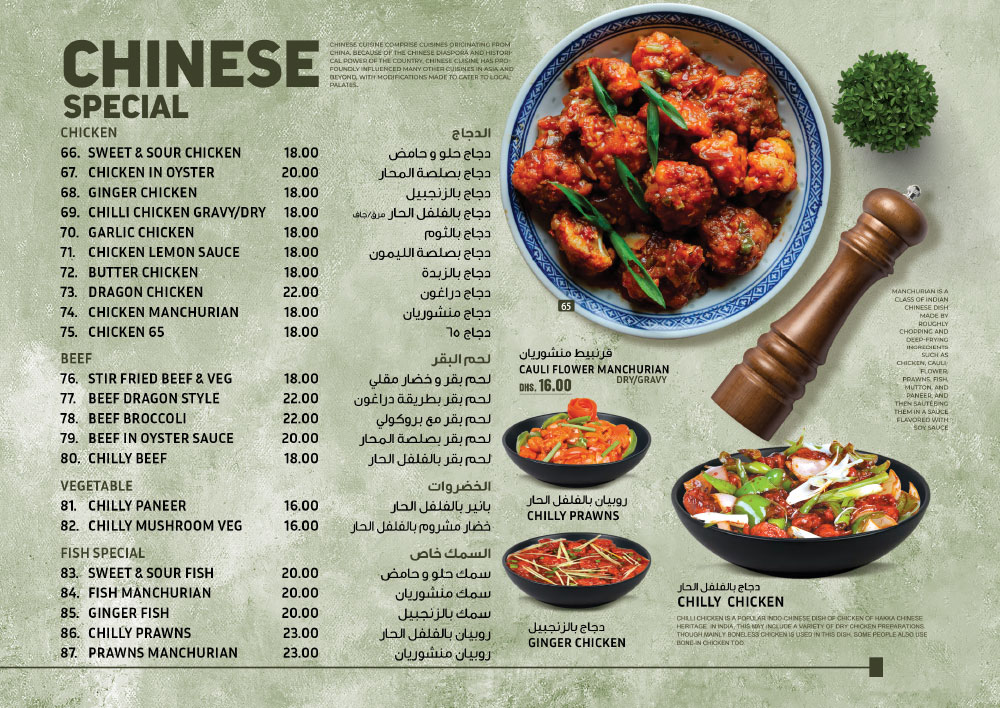 CHINESE
SPECIAL
CHINESE CUISINE COMPRISE CUISINES ORIGINATING FROM
CHINA. BECAUSE OF THE CHINESE DIASPORA AND HISTORI-
CAL POWER OF THE COUNTRY, CHINESE CUISINE HAS PRO-
FOUNDLY INFLUENCED MANY OTHER CUISINES IN ASIA AND
BEYOND, WITH MODIFICATIONS MADE TO CATER TO LOCAL
PALATES.
CHICKEN الدجاج
66. SWEET & SOUR CHICKEN 18.00 دجاج حلو و حامض
67. CHICKEN IN OYSTER 20.00 دجاج بصلصة المحار
68. GINGER CHICKEN 18.00 دجاج بالزنجبيل
69. CHILLI CHICKEN GRAVY/DRY 18.00 دجاج بالفلفل الحار مرق/جاف
70. GARLIC CHICKEN 18.00 دجاج بالثوم
71. CHICKEN LEMON SAUCE 18.00 دجاج بصلصة الليمون
72. BUTTER CHICKEN 18.00 دجاج بالزبدة
73. DRAGON CHICKEN 22.00 دجاج دراغون
74. CHICKEN MANCHURIAN 18.00 دجاج منشوريان
75. CHICKEN 65 18.00 دجاج ٦٥
BEEF لحم البقر
76. STIR FRIED BEEF & VEG 18.00 لحم بقر و خضار مقلي
77. BEEF DRAGON STYLE 22.00 لحم بقر بطريقة دراغون
78. BEEF BROCCOLI 22.00 لحم بقر مع بروكولي
79. BEEF IN OYSTER SAUCE 20.00 لحم بقر بصلصة المحار
80. CHILLY BEEF 18.00 لحم بقر بالفلفل الحار
VEGETABLE الخضروات
81. CHILLY PANEER 16.00 بانير بالفلفل الحار
82. CHILLY MUSHROOM VEG 16.00 خضار مشروم بالفلفل الحار
FISH SPECIAL السمك خاص
83. SWEET & SOUR FISH 20.00 سمك حلو و حامض
84. FISH MANCHURIAN 20.00 سمك منشوريان
85. GINGER FISH 20.00 سمك بالزنجبيل
86. CHILLY PRAWNS 23.00 روبيان بالفلفل الحار
87. PRAWNS MANCHURIAN 23.00 روبيان منشوريان
65
قرنبيط منشوريان
CAULI FLOWER MANCHURIAN
DRY/GRAVY
DHS. 16.00
روبيان بالفلفل الحار
CHILLY PRAWNS
دجاج بالزنجبيل
GINGER CHICKEN
MANCHURIAN IS A
CLASS OF INDIAN
CHINESE DISH
MADE BY
ROUGHLY
CHOPPING AND
DEEP-FRYING
INGREDIENTS
SUCH AS
CHICKEN, CAULI-
FLOWER,
PRAWNS, FISH,
MUTTON, AND
PANEER, AND
THEN SAUTÉEING
THEM IN A SAUCE
FLAVORED WITH
SOY SAUCE
دجاج بالفلفل الحار
CHILLY CHICKEN
CHILLI CHICKEN IS A POPULAR INDO-CHINESE DISH OF CHICKEN OF HAKKA CHINESE
HERITAGE. IN INDIA, THIS MAY INCLUDE A VARIETY OF DRY CHICKEN PREPARATIONS.
THOUGH MAINLY BONELESS CHICKEN IS USED IN THIS DISH, SOME PEOPLE ALSO USE
BONE-IN CHICKEN TOO